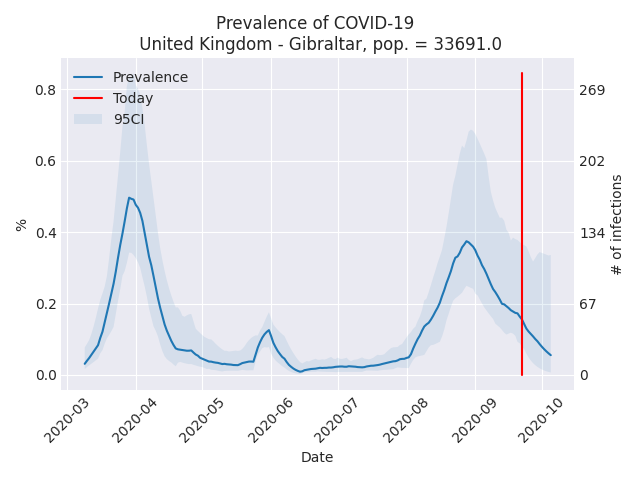 Prevalence of COVID-19
United Kingdom - Gibraltar, pop. = 33691.0
Prevalence
Today
95CI
0.8
0.6
0.4
0.2
0.0
%
269
202
134
67
0
# of infections
2020-03
2020-04
2020-05
2020-06
2020-07
2020-08
2020-09
2020-10
Date